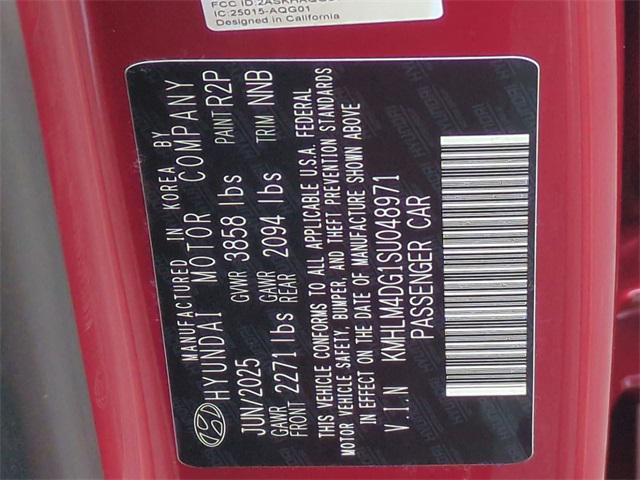 IC:25015-AQG01
Designed in California
MANUFACTURED IN KOREA BY
HYUNDAI MOTOR COMPANY
JUN/2025 GVWR 3858 lbs PAINT R2P
GAWR FRONT 2271 lbs GAWR REAR 2094 lbs TRIM NNB
THIS VEHICLE CONFORMS TO ALL APPLICABLE U.S.A. FEDERAL
MOTOR VEHICLE SAFETY, BUMPER, AND THEFT PREVENTION STANDARDS
IN EFFECT ON THE DATE OF MANUFACTURE SHOWN ABOVE
V.I.N KMHLM4DG1SU048971
PASSENGER CAR